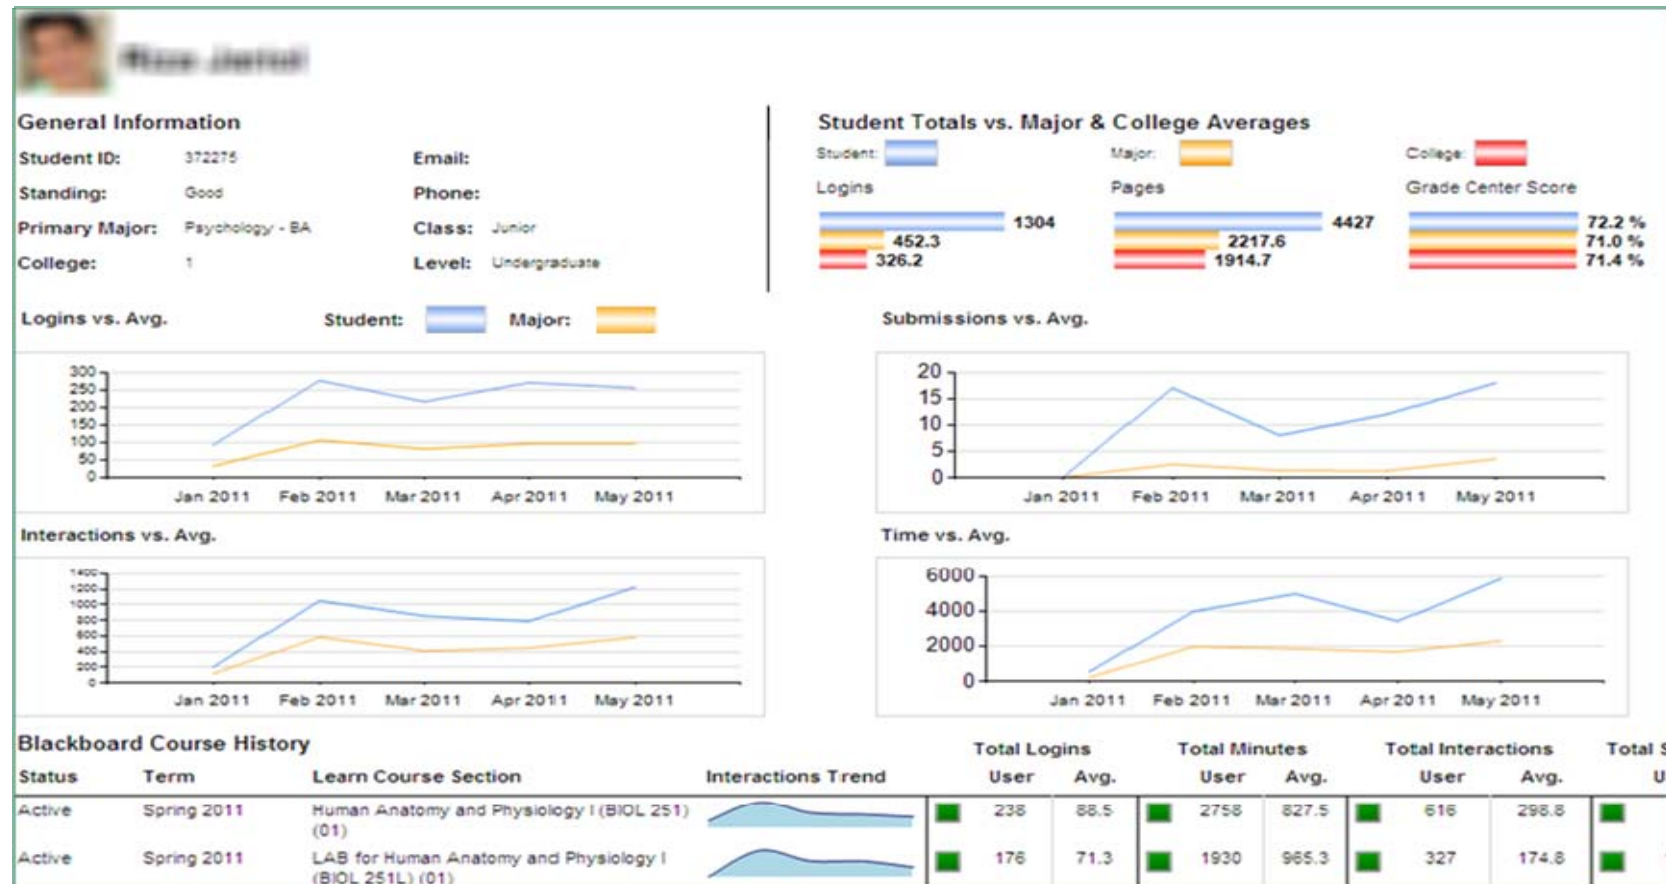 General Information
Student ID: 372275 Email:
Standing: Good Phone:
Primary Major: Psychology - BA Class: Junior
College: 1 Level: Undergraduate
Student Totals vs. Major & College Averages
Student: Major: College:
Logins Pages Grade Center Score
1304 4427 72.2 %
452.3 2217.6 71.0 %
326.2 1914.7 71.4 %
Logins vs. Avg. Student: Major:
300
250
200
150
100
50
0
Jan 2011 Feb 2011 Mar 2011 Apr 2011 May 2011
Submissions vs. Avg.
20
15
10
5
0
Jan 2011 Feb 2011 Mar 2011 Apr 2011 May 2011
Interactions vs. Avg.
1400
1200
1000
800
600
400
200
0
Jan 2011 Feb 2011 Mar 2011 Apr 2011 May 2011
Time vs. Avg.
6000
4000
2000
0
Jan 2011 Feb 2011 Mar 2011 Apr 2011 May 2011
Blackboard Course History
Total Logins Total Minutes Total Interactions Total S
Status Term Learn Course Section Interactions Trend User Avg. User Avg. User Avg. U
Active Spring 2011 Human Anatomy and Physiology I (BIOL 251) 238 88.5 2758 827.5 616 298.8
(01)
Active Spring 2011 LAB for Human Anatomy and Physiology I 176 71.3 1930 965.3 327 174.8
(BIOL 251L) (01)